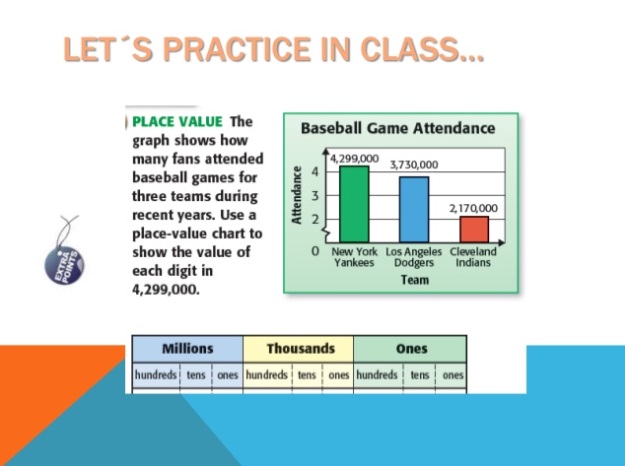 LET´S PRACTICE IN CLASS...
PLACE VALUE The
graph shows how
many fans attended
baseball games for
three teams during
recent years. Use a
place-value chart to
show the value of
each digit in
4,299,000.
EXTRA
POINTS
Baseball Game Attendance
Attendance
4
3
2
0
4,299,000
3,730,000
2,170,000
New York Los Angeles Cleveland
Yankees Dodgers Indians
Team
Millions Thousands Ones
hundreds tens ones hundreds tens ones hundreds tens ones